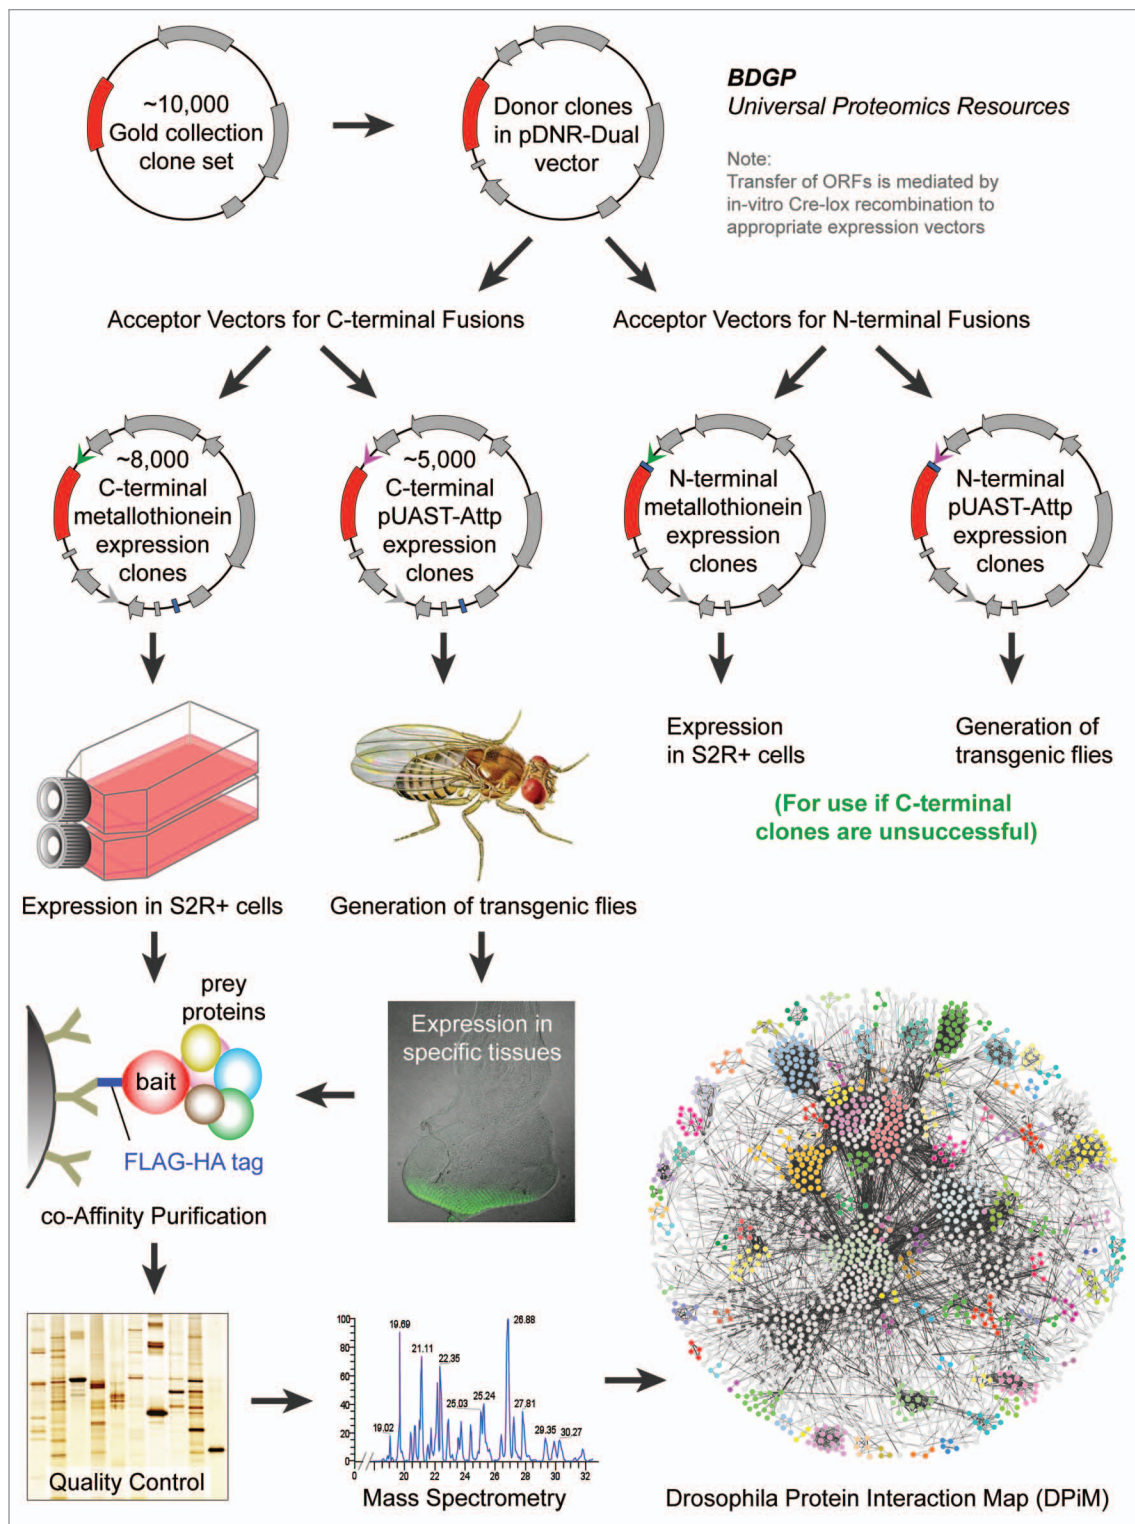 ~10,000
Gold collection
clone set
Donor clones
in pDNR-Dual
vector
BDGP
Universal Proteomics Resources
Note:
Transfer of ORFs is mediated by
in-vitro Cre-lox recombination to
appropriate expression vectors
Acceptor Vectors for C-terminal Fusions
Acceptor Vectors for N-terminal Fusions
~8,000
C-terminal
metallothionein
expression
clones
~5,000
C-terminal
pUAST-Attp
expression
clones
N-terminal
metallothionein
expression
clones
N-terminal
pUAST-Attp
expression
clones
Expression
in S2R+ cells
Generation of
transgenic flies
(For use if C-terminal
clones are unsuccessful)
Expression in S2R+ cells
Generation of transgenic flies
prey
proteins
bait
FLAG-HA tag
co-Affinity Purification
Expression in
specific tissues
Quality Control
100
80
60
40
20
0
19.02
19.69
21.11
22.35
25.03
25.24
26.88
27.81
29.35
30.27
0
20
22
24
26
28
30
32
Mass Spectrometry
Drosophila Protein Interaction Map (DPiM)